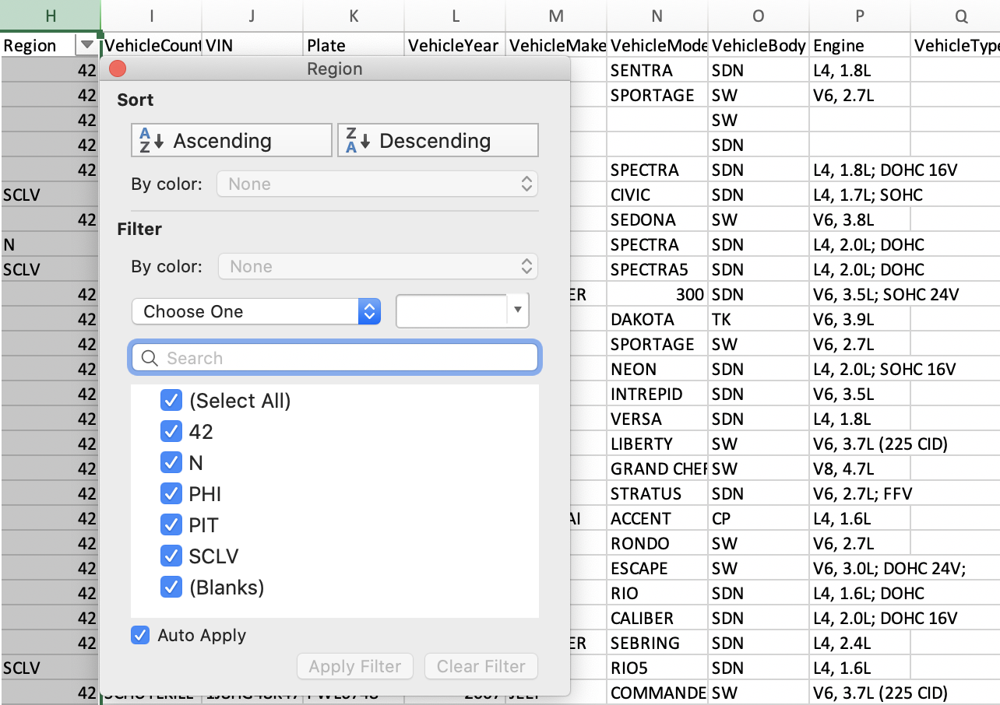 H I J K L M N O P Q
Region VehicleCount VIN Plate VehicleYear VehicleMake VehicleMode VehicleBody Engine VehicleType
Region
42 SENTRA SDN L4, 1.8L
Sort
42 SPORTAGE SW V6, 2.7L
42 SW
Ascending Descending
42 SDN
42 SPECTRA SDN L4, 1.8L; DOHC 16V
By color: None
SCLV CIVIC SDN L4, 1.7L; SOHC
42 SEDONA SW V6, 3.8L
Filter
N SPECTRA SDN L4, 2.0L; DOHC
By color: None
SCLV SPECTRA5 SDN L4, 2.0L; DOHC
42 ER 300 SDN V6, 3.5L; SOHC 24V
Choose One
42 DAKOTA TK V6, 3.9L
42 SPORTAGE SW V6, 2.7L
Search
42 NEON SDN L4, 2.0L; SOHC 16V
42 INTREPID SDN V6, 3.5L
(Select All)
42 VERSA SDN L4, 1.8L
42
42 LIBERTY SW V6, 3.7L (225 CID)
N
42 GRAND CHER SW V8, 4.7L
PHI
42 STRATUS SDN V6, 2.7L; FFV
42 AI ACCENT CP L4, 1.6L
PIT
42 RONDO SW V6, 2.7L
SCLV
42 ESCAPE SW V6, 3.0L; DOHC 24V;
(Blanks)
42 RIO SDN L4, 1.6L; DOHC
42 CALIBER SDN L4, 2.0L; DOHC 16V
Auto Apply
42 ER SEBRING SDN L4, 2.4L
Apply Filter Clear Filter
SCLV RIO5 SDN L4, 1.6L
42 COMMANDE SW V6, 3.7L (225 CID)